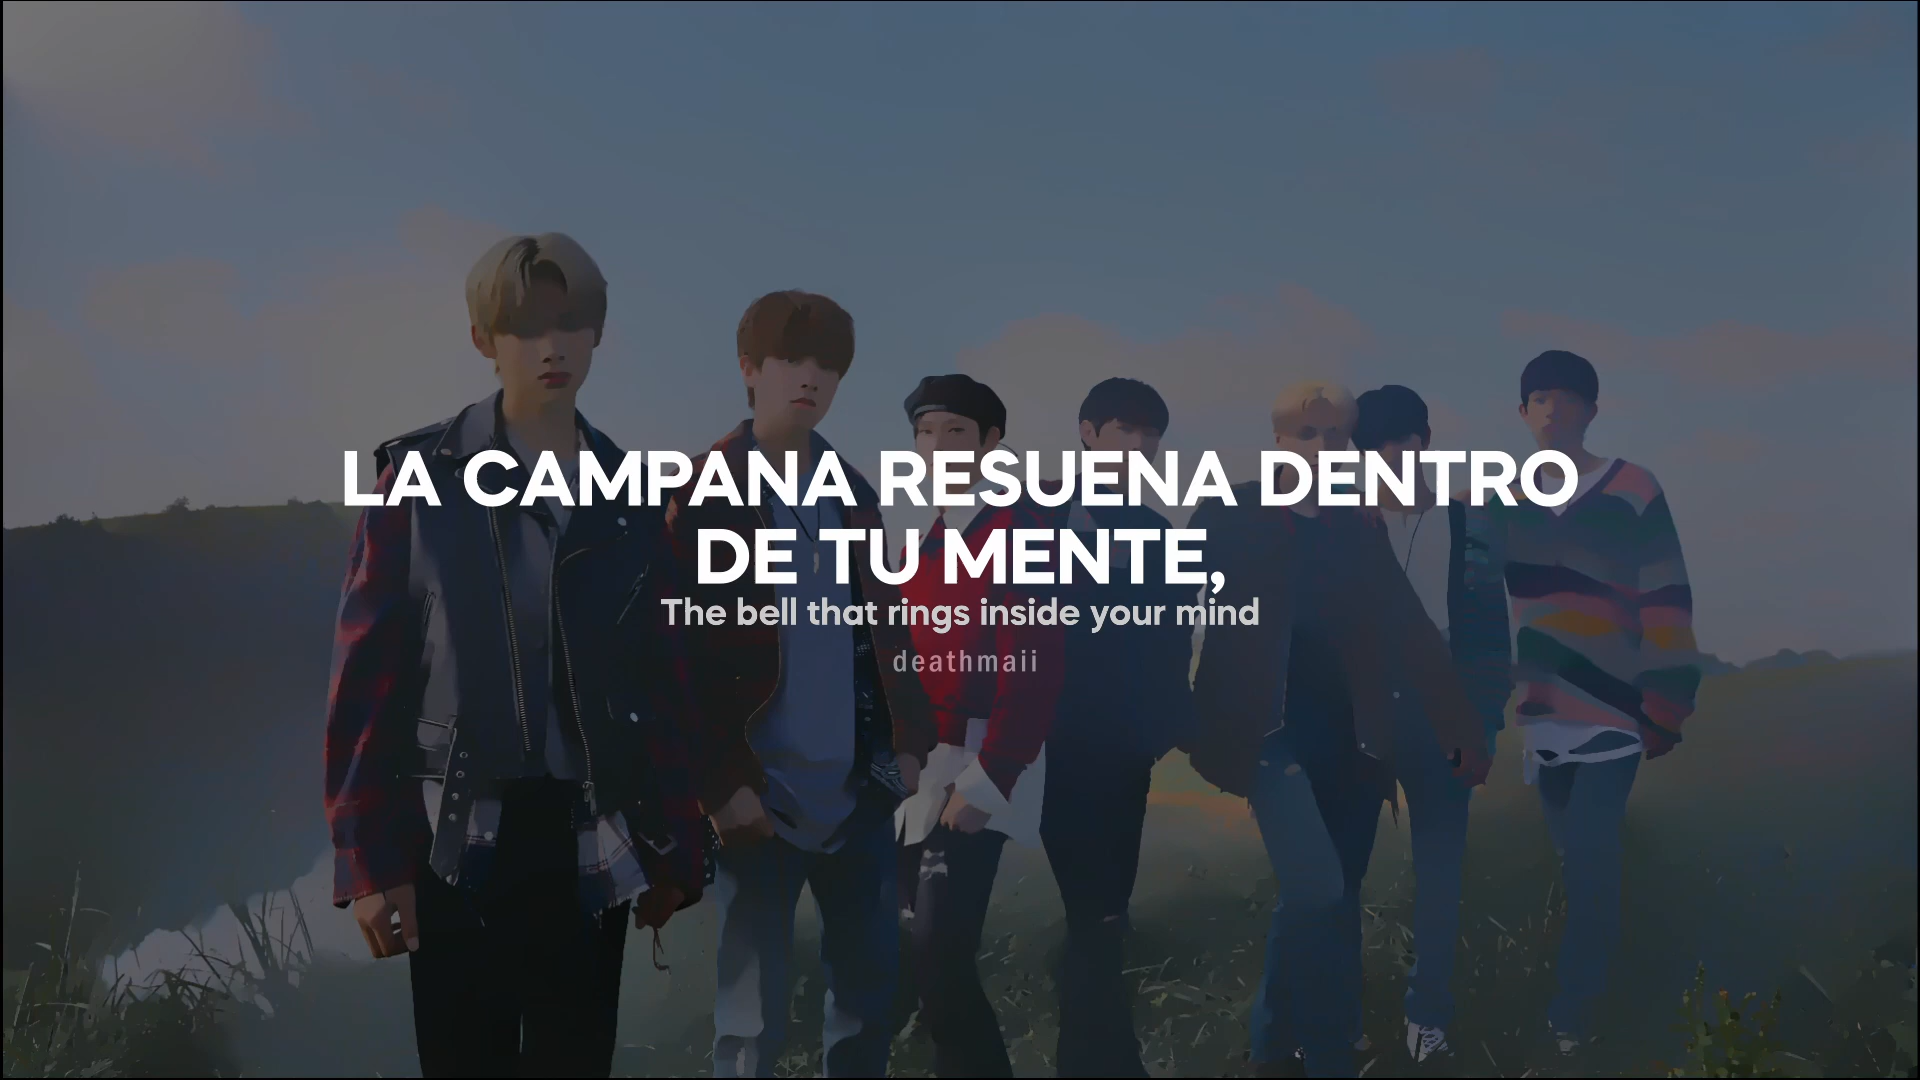 LA CAMPANA RESUENA DENTRO
DE TU MENTE,
The bell that rings inside your mind
deathmaii